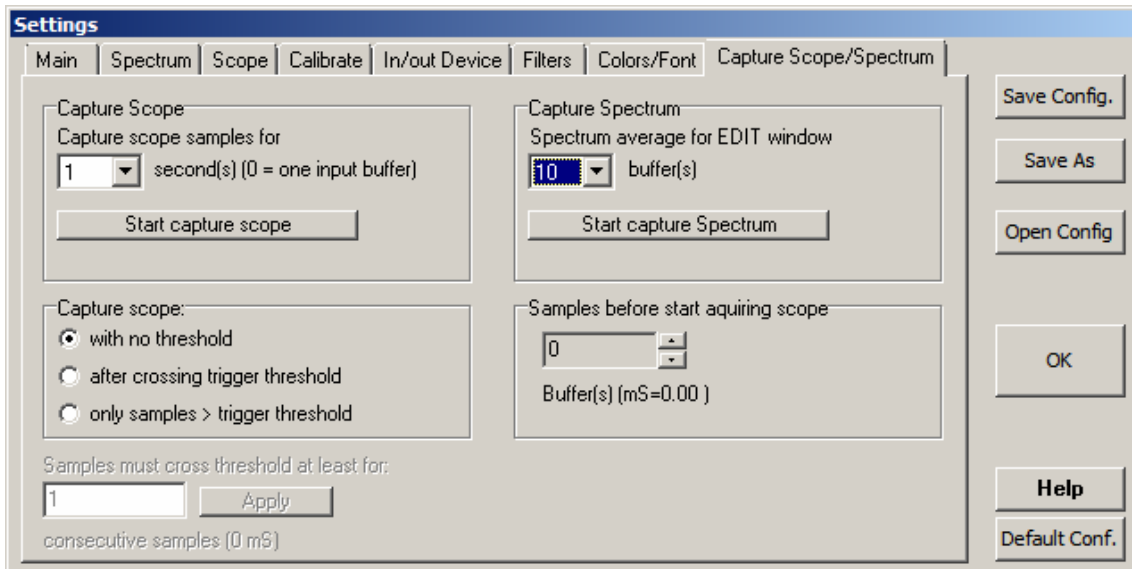 Settings
Main Spectrum Scope Calibrate In/out Device Filters Colors/Font Capture Scope/Spectrum
Capture Scope
Capture scope samples for
1 second(s) (0 = one input buffer)
Start capture scope
Capture Spectrum
Spectrum average for EDIT window
10 buffer(s)
Start capture Spectrum
Capture scope:
with no threshold
after crossing trigger threshold
only samples > trigger threshold
Samples before start aquiring scope
0
Buffer(s) (mS=0.00 )
Samples must cross threshold at least for:
1 Apply
consecutive samples (0 mS)
Save Config.
Save As
Open Config
OK
Help
Default Conf.